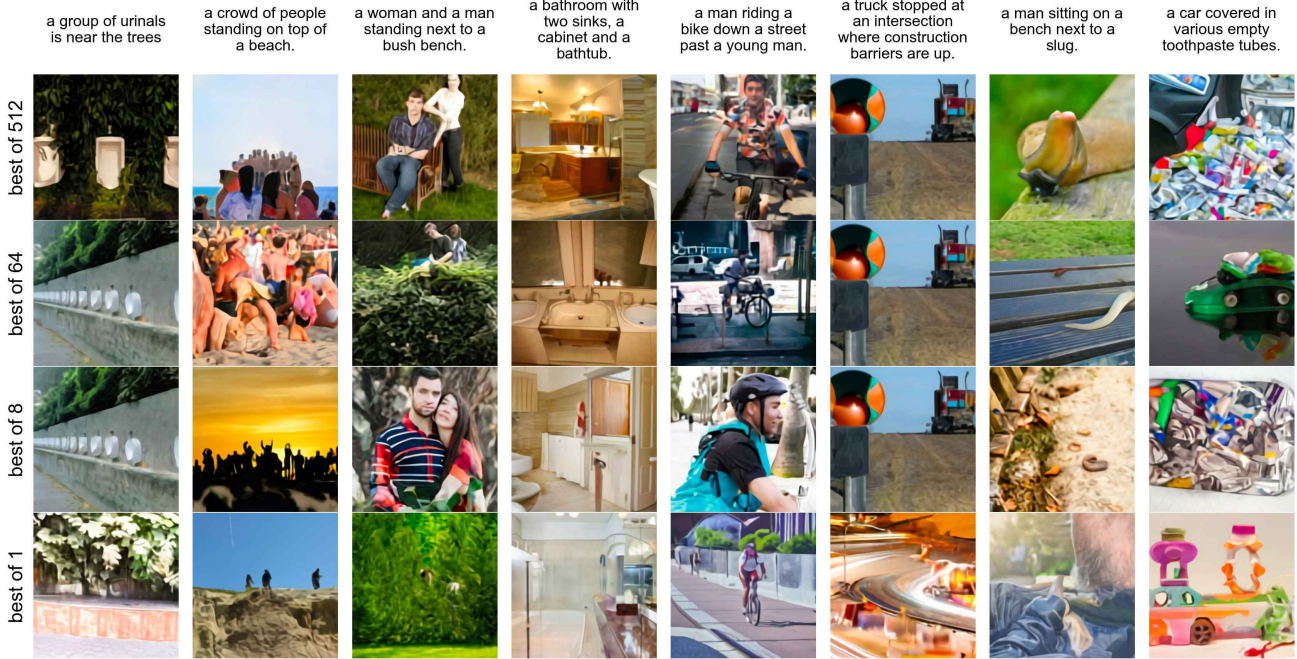 a group of urinals
is near the trees
a crowd of people
standing on top of
a beach.
a woman and a man
standing next to a
bush bench.
a bathroom with
two sinks, a
cabinet and a
bathtub.
a man riding a
bike down a street
past a young man.
a truck stopped at
an intersection
where construction
barriers are up.
a man sitting on a
bench next to a
slug.
a car covered in
various empty
toothpaste tubes.
best of 512
best of 64
best of 8
best of 1